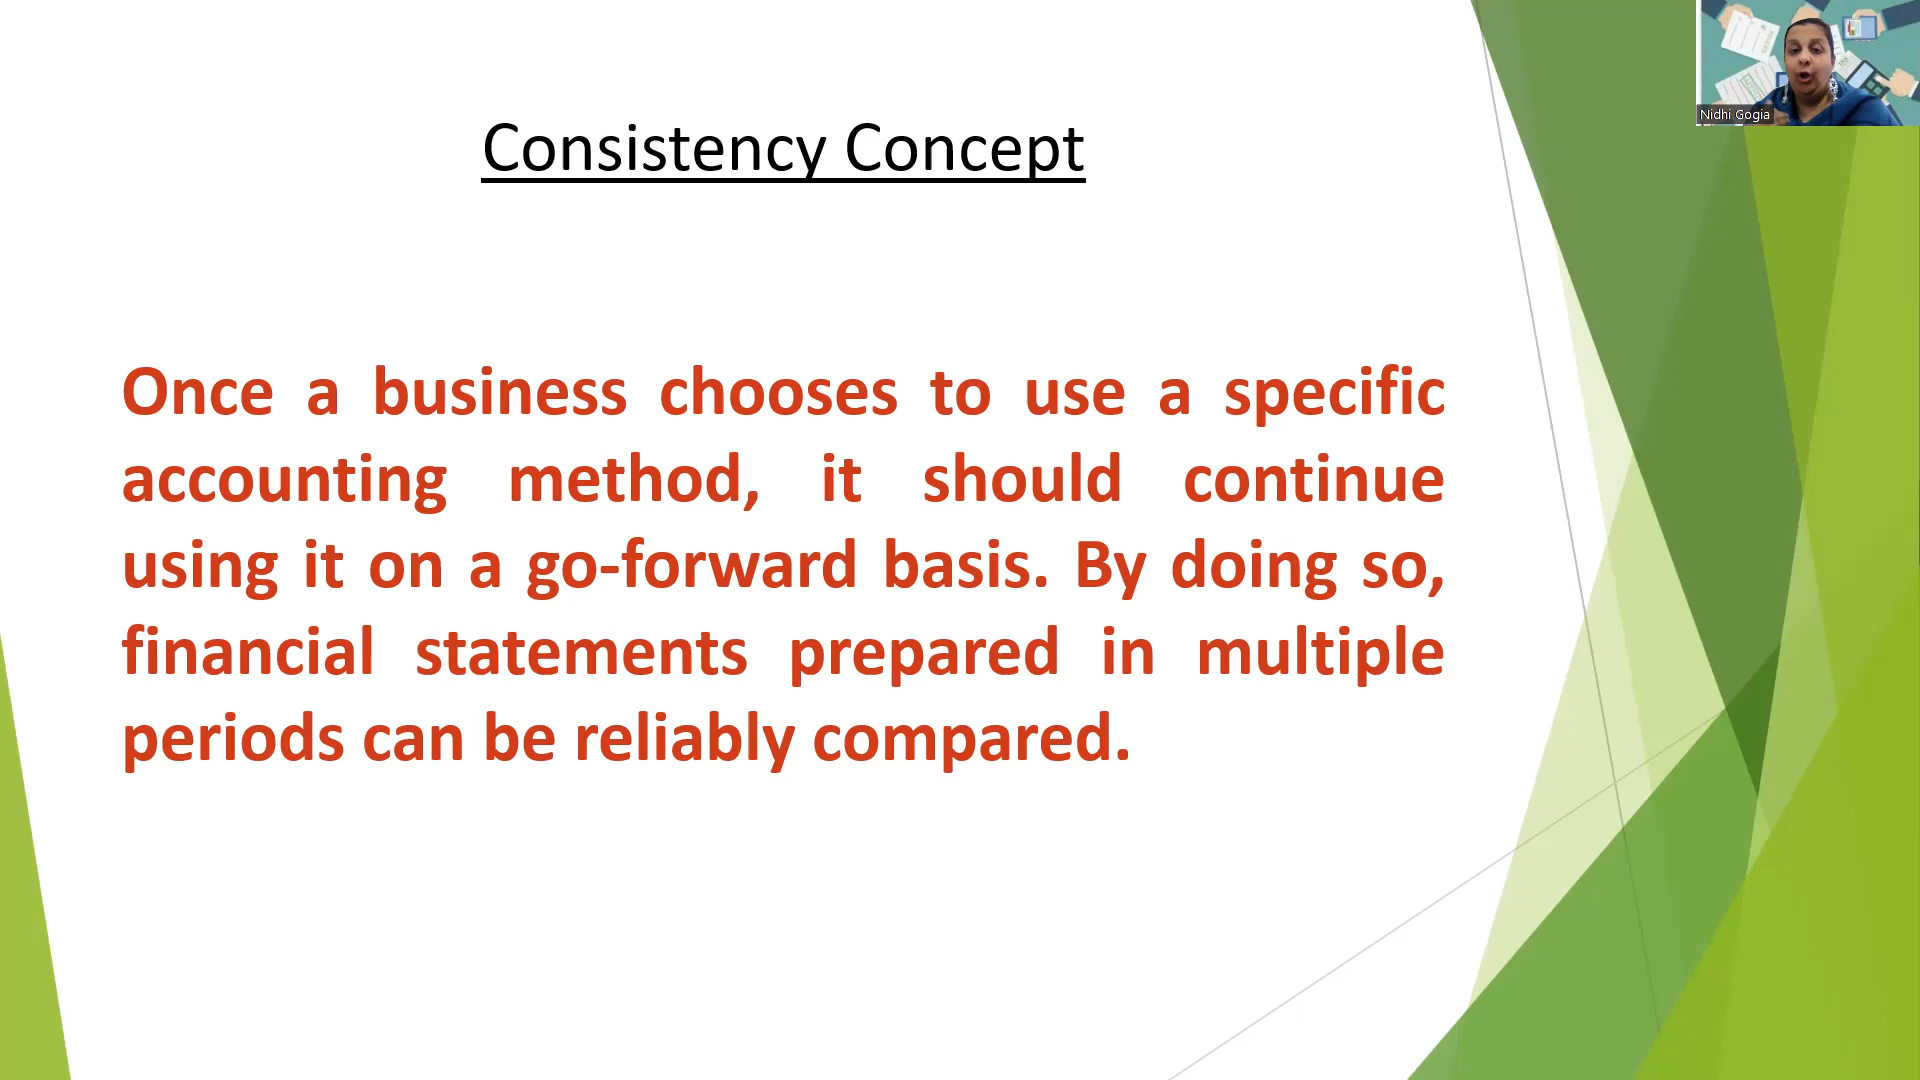 Consistency Concept
Once a business chooses to use a specific
accounting method, it should continue
using it on a go-forward basis. By doing so,
financial statements prepared in multiple
periods can be reliably compared.
Nidhi Gogia